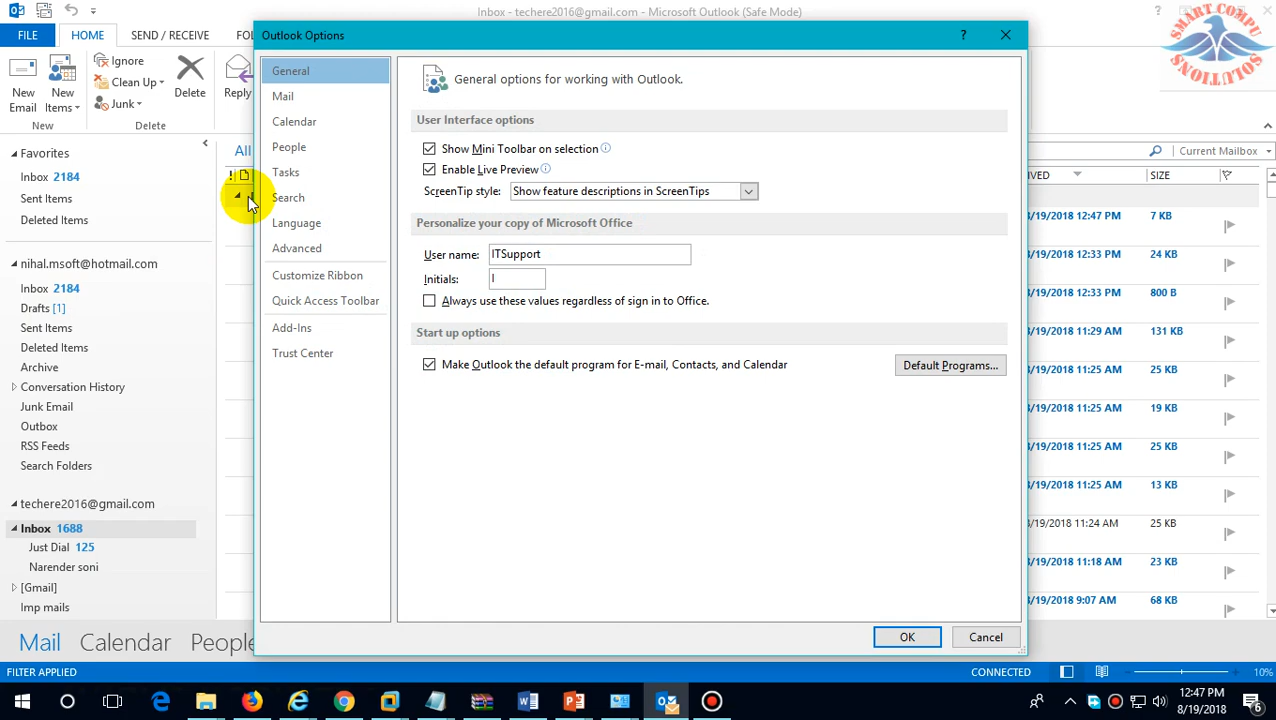 Inbox - techere2016@gmail.com - Microsoft Outlook (Safe Mode)
FILE
HOME
SEND / RECEIVE
Ignore
Clean Up
Junk
New Email
New Items
Delete
Reply
New
Delete
SMART COMPU SOLUTIONS
Favorites
Inbox 2184
Sent Items
Deleted Items
nihal.msoft@hotmail.com
Inbox 2184
Drafts [1]
Sent Items
Deleted Items
Archive
Conversation History
Junk Email
Outbox
RSS Feeds
Search Folders
techere2016@gmail.com
Inbox 1688
Just Dial 125
Narender soni
[Gmail]
Imp mails
All
Outlook Options
General
Mail
Calendar
People
Tasks
Search
Language
Advanced
Customize Ribbon
Quick Access Toolbar
Add-Ins
Trust Center
General options for working with Outlook.
User Interface options
Show Mini Toolbar on selection
Enable Live Preview
ScreenTip style: Show feature descriptions in ScreenTips
Personalize your copy of Microsoft Office
User name: ITSupport
Initials: I
Always use these values regardless of sign in to Office.
Start up options
Make Outlook the default program for E-mail, Contacts, and Calendar
Default Programs...
OK
Cancel
Current Mailbox
SIZE
/19/2018 12:47 PM 7 KB
/19/2018 12:33 PM 24 KB
/19/2018 12:33 PM 800 B
/19/2018 11:29 AM 131 KB
/19/2018 11:25 AM 25 KB
/19/2018 11:25 AM 19 KB
/19/2018 11:25 AM 25 KB
/19/2018 11:25 AM 13 KB
/19/2018 11:24 AM 25 KB
/19/2018 11:18 AM 23 KB
/19/2018 9:07 AM 68 KB
Mail Calendar People
FILTER APPLIED
CONNECTED
10%
12:47 PM
8/19/2018
6